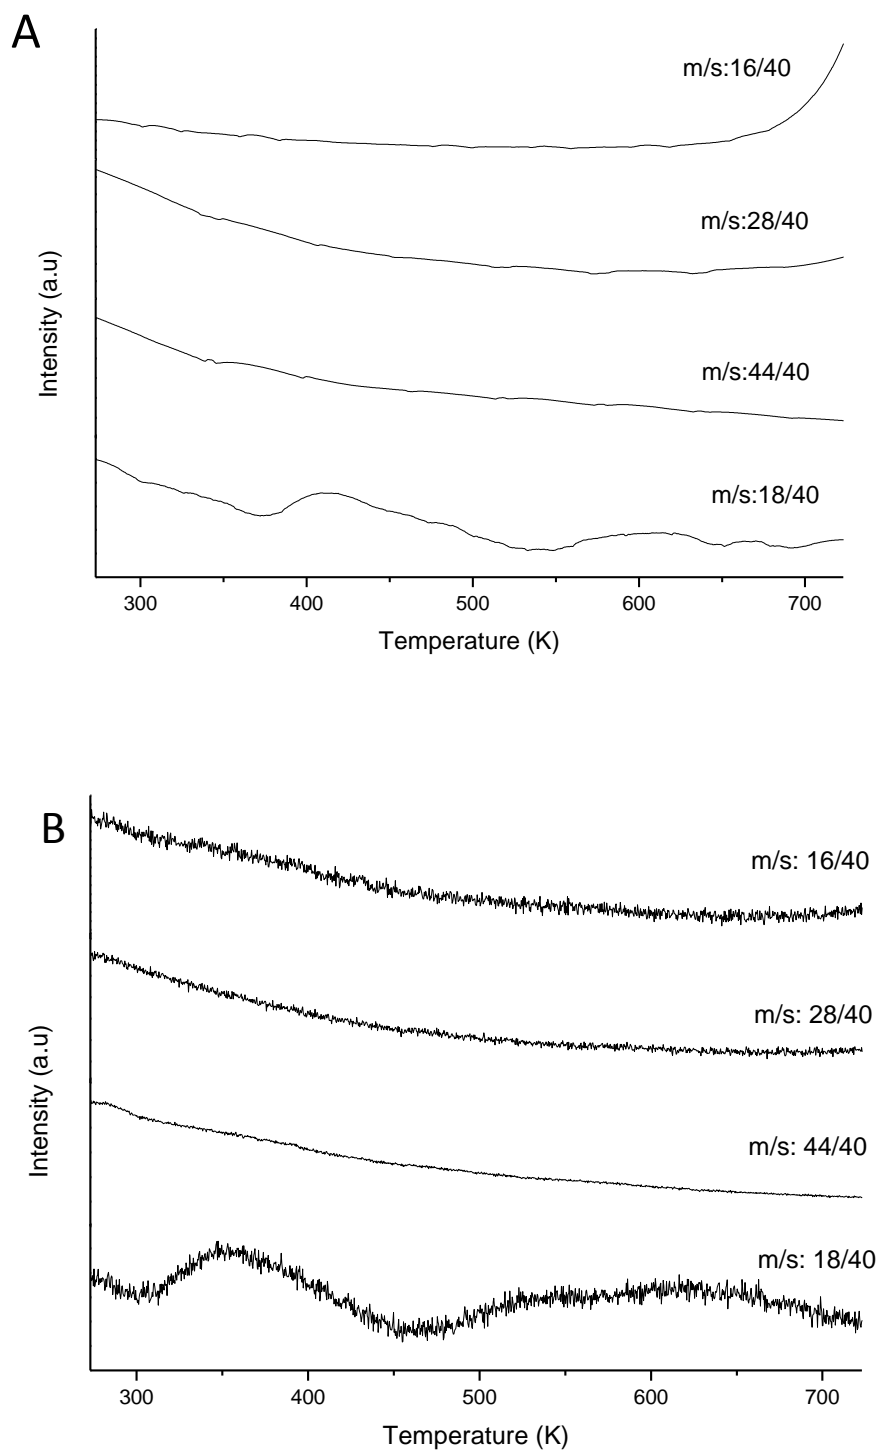 A
m/s:16/40
m/s:28/40
m/s:44/40
m/s:18/40
Intensity (a.u)
300 400 500 600 700
Temperature (K)
B
m/s: 16/40
m/s: 28/40
m/s: 44/40
m/s: 18/40
Intensity (a.u)
300 400 500 600 700
Temperature (K)